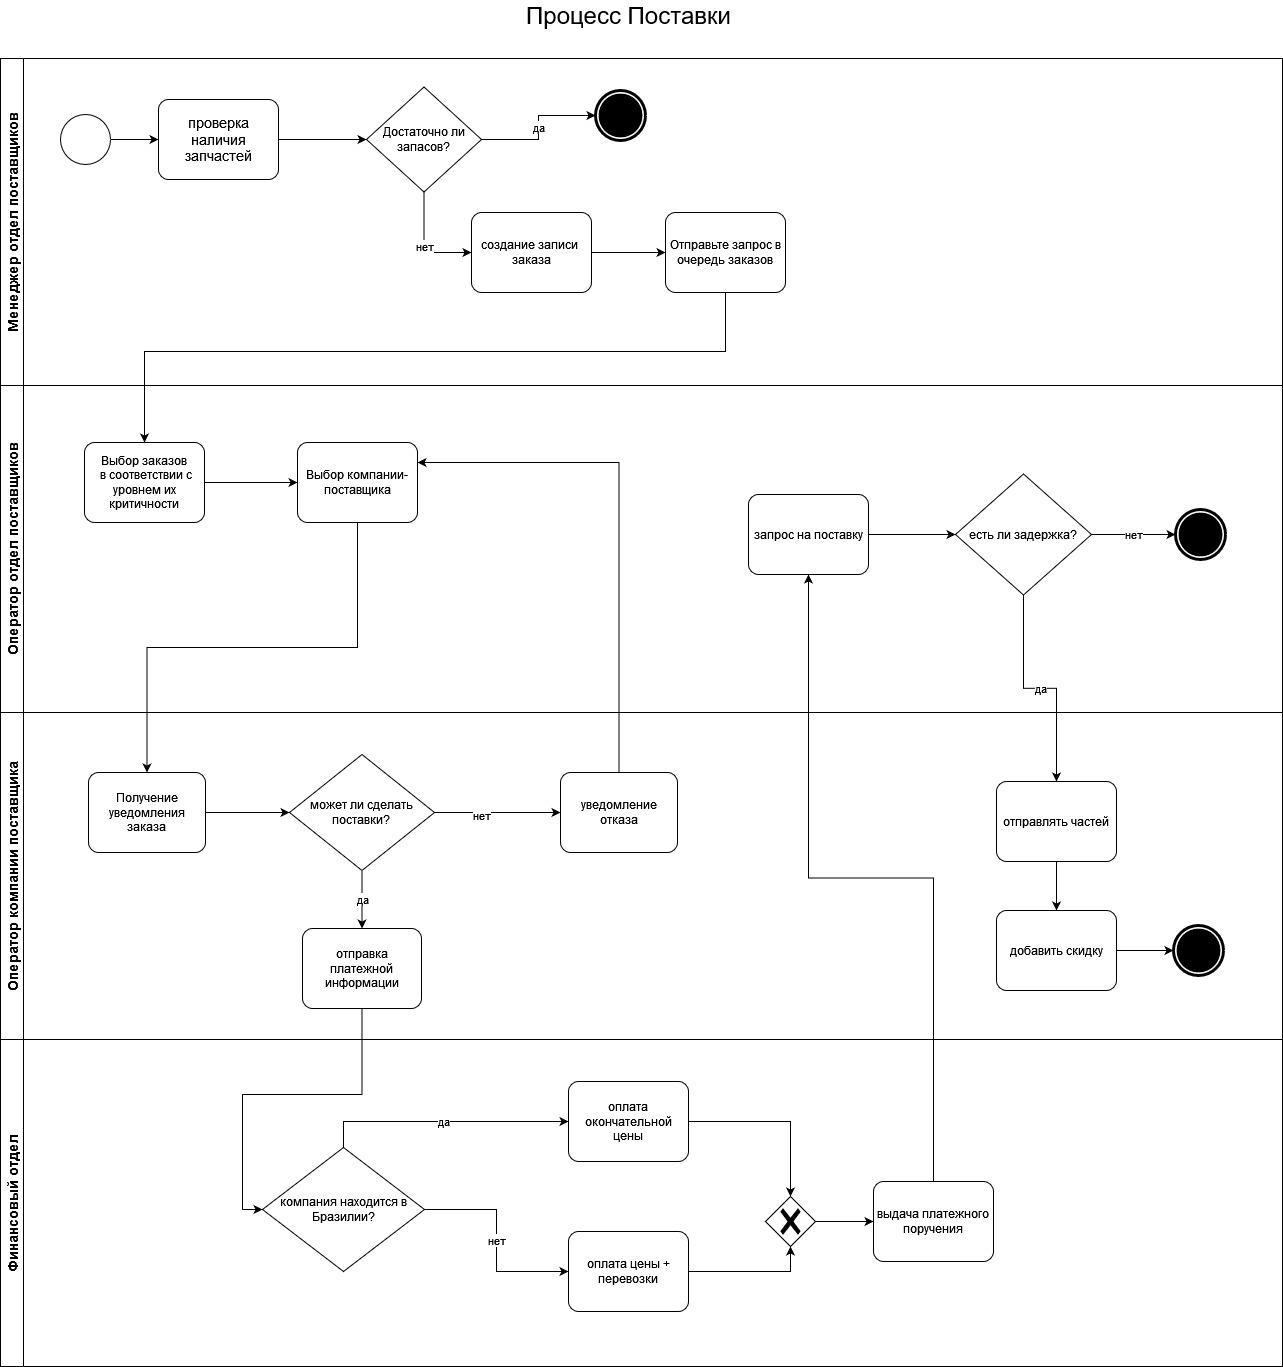 Процесс Поставки
Менеджер отдел поставщиков
проверка
наличия
запчастей
Достаточно ли
запасов?
да
нет
создание записи
заказа
Отправьте запрос в
очередь заказов
Оператор отдел поставщиков
Выбор заказов
в соответствии с
уровнем их
критичности
Выбор компании-
поставщика
запрос на поставку
есть ли задержка?
нет
да
Оператор компании поставщика
Получение
уведомления
заказа
может ли сделать
поставки?
нет
уведомление
отказа
да
отправка
платежной
информации
отправлять частей
добавить скидку
Финансовый отдел
компания находится в
Бразилии?
да
нет
оплата
окончательной
цены
оплата цены +
перевозки
выдача платежного
поручения